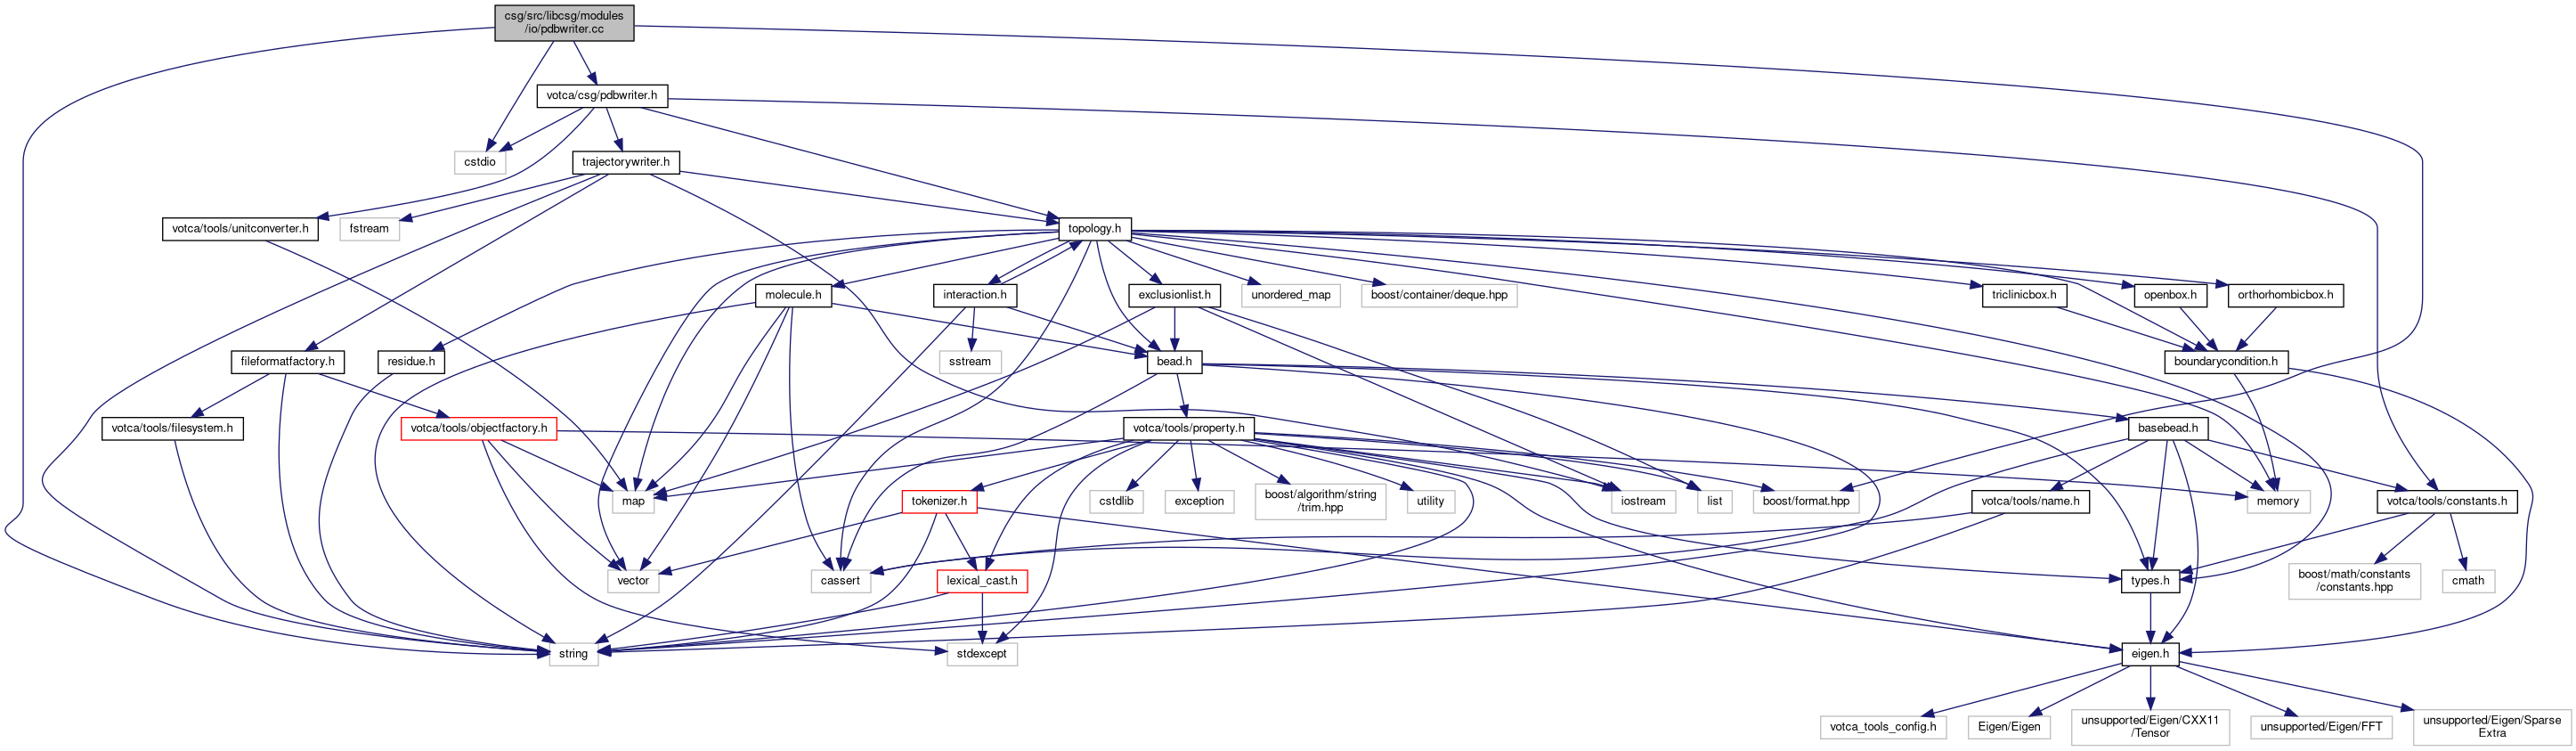 csg/src/libcsg/modules
/io/pdbwriter.cc
votca/csg/pdbwriter.h
cstdio
trajectorywriter.h
votca/tools/unitconverter.h
fstream
topology.h
molecule.h
interaction.h
exclusionlist.h
unordered_map
boost/container/deque.hpp
triclinicbox.h
openbox.h
orthorhombicbox.h
fileformatfactory.h
residue.h
sstream
bead.h
boundarycondition.h
votca/tools/filesystem.h
votca/tools/objectfactory.h
votca/tools/property.h
basebead.h
map
tokenizer.h
cstdlib
exception
boost/algorithm/string
/trim.hpp
utility
iostream
list
boost/format.hpp
votca/tools/name.h
memory
votca/tools/constants.h
vector
cassert
lexical_cast.h
types.h
boost/math/constants
/constants.hpp
cmath
string
stdexcept
eigen.h
votca_tools_config.h
Eigen/Eigen
unsupported/Eigen/CXX11
/Tensor
unsupported/Eigen/FFT
unsupported/Eigen/Sparse
Extra